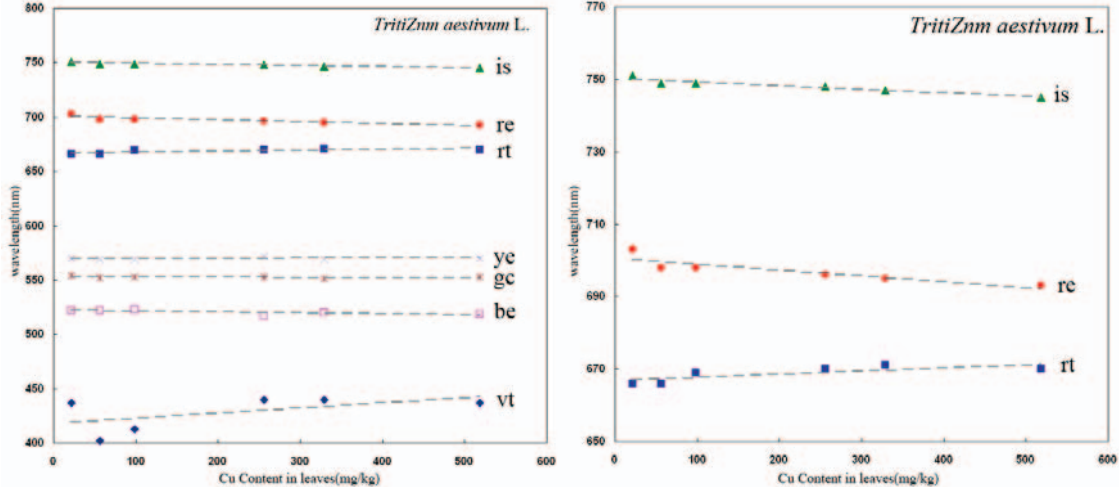 TritiZnm aestivum L.
800
750
700
650
600
550
500
450
400
wavelength(nm)
is
re
rt
ye
gc
be
vt
0 100 200 300 400 500 600
Cu Content in leaves(mg/kg)
TritiZnm aestivum L.
770
750
730
710
690
670
650
wavelength(nm)
is
re
rt
0 100 200 300 400 500 600
Cu Content in leaves(mg/kg)